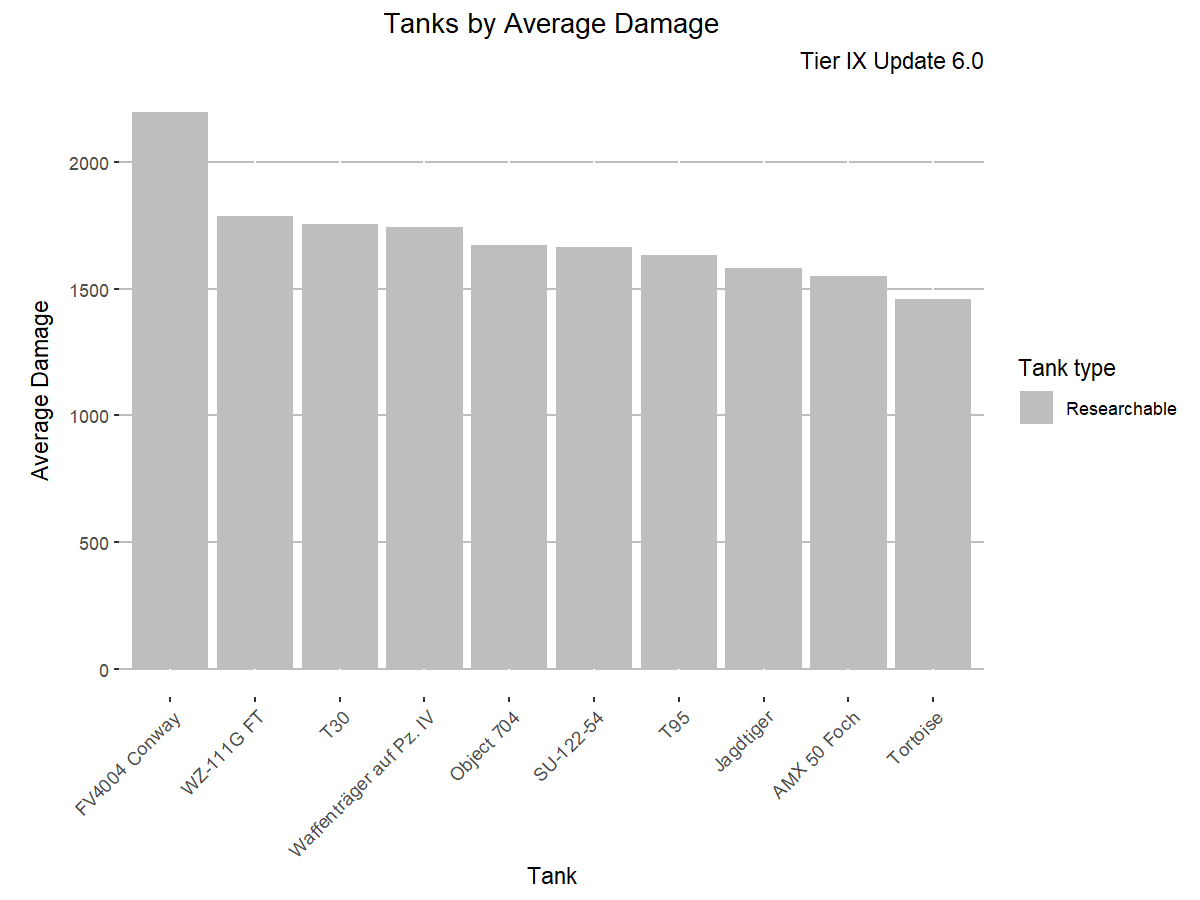 Tanks by Average Damage
Tier IX Update 6.0
Average Damage
2000
1500
1000
500
0
FV4004 Conway
WZ-111G FT
T30
Waffenträger auf Pz. IV
Object 704
SU-122-54
T95
Jagdtiger
AMX 50 Foch
Tortoise
Tank
Tank type
Researchable